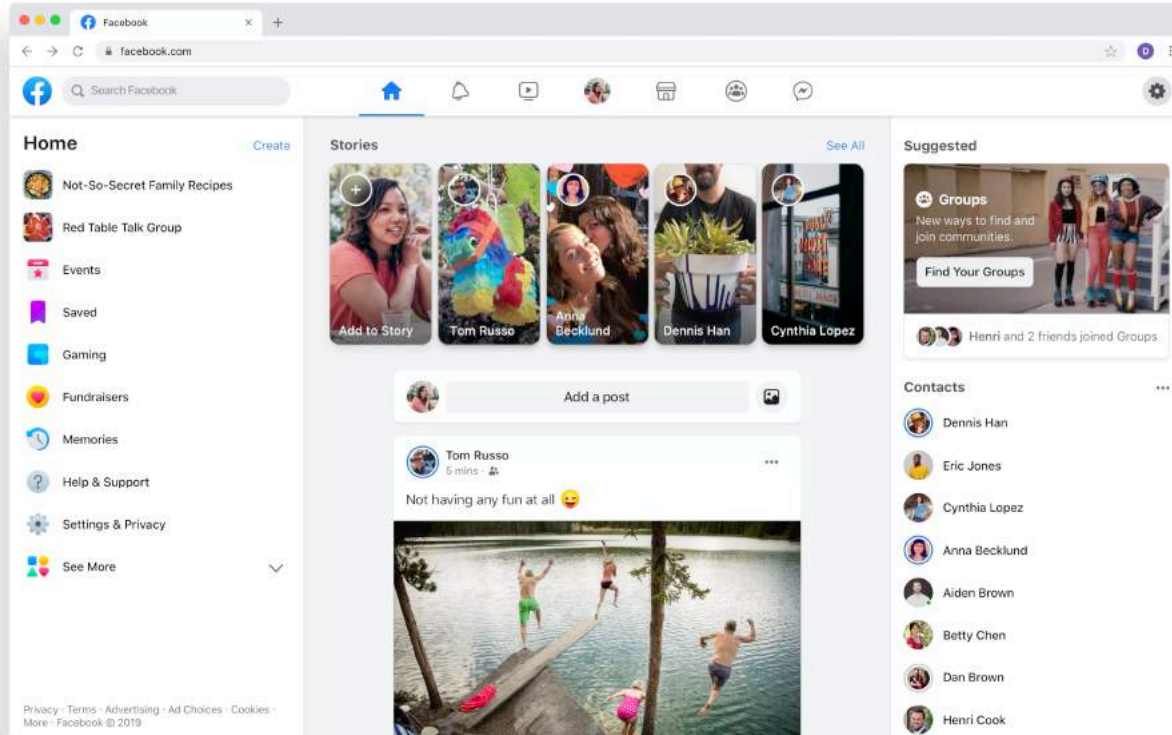 Facebook
facebook.com
D
Search Facebook
Home
Create
Not-So-Secret Family Recipes
Red Table Talk Group
Events
Saved
Gaming
Fundraisers
Memories
Help & Support
Settings & Privacy
See More
Privacy · Terms · Advertising · Ad Choices · Cookies ·
More · Facebook © 2019
Stories
See All
Add to Story
Tom Russo
Anna
Becklund
Dennis Han
PUBLIC
MARKET
Cynthia Lopez
Add a post
Tom Russo
5 mins ·
Not having any fun at all 😜
Suggested
Groups
New ways to find and
join communities.
Find Your Groups
Henri and 2 friends joined Groups
Contacts
Dennis Han
Eric Jones
Cynthia Lopez
Anna Becklund
Aiden Brown
Betty Chen
Dan Brown
Henri Cook